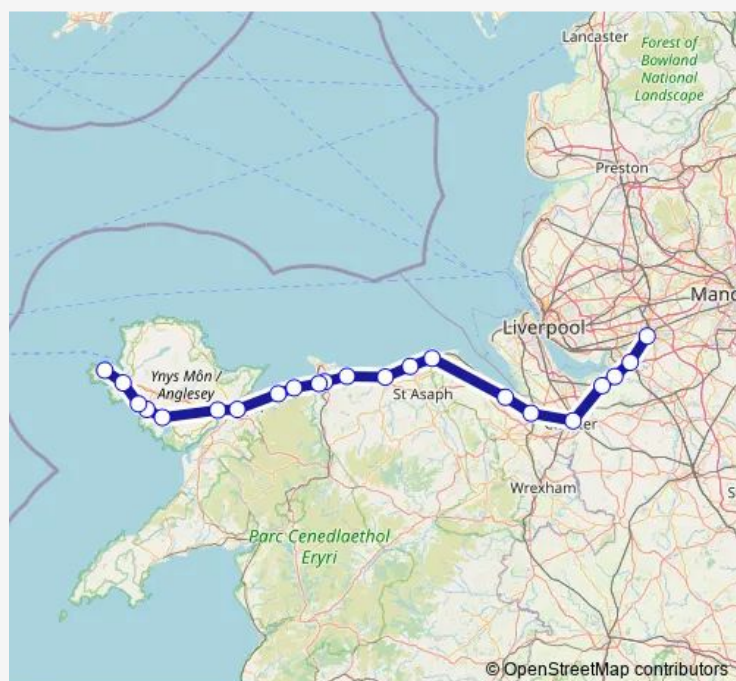 Lancaster
Forest of
Bowland
National
Landscape
Preston
Liverpool
Ynys Môn /
Anglesey
St Asaph
Wrexham
Parc Cenedlaethol
Eryri
© OpenStreetMap contributors